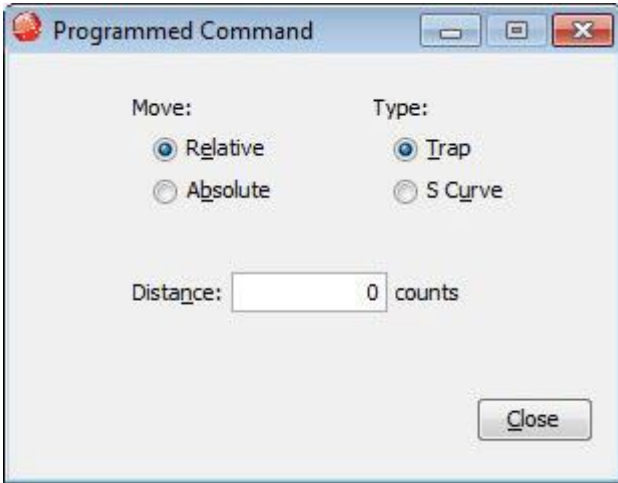 Programmed Command
Move: Type:
Relative Trap
Absolute S Curve
Distance: 0 counts
Close